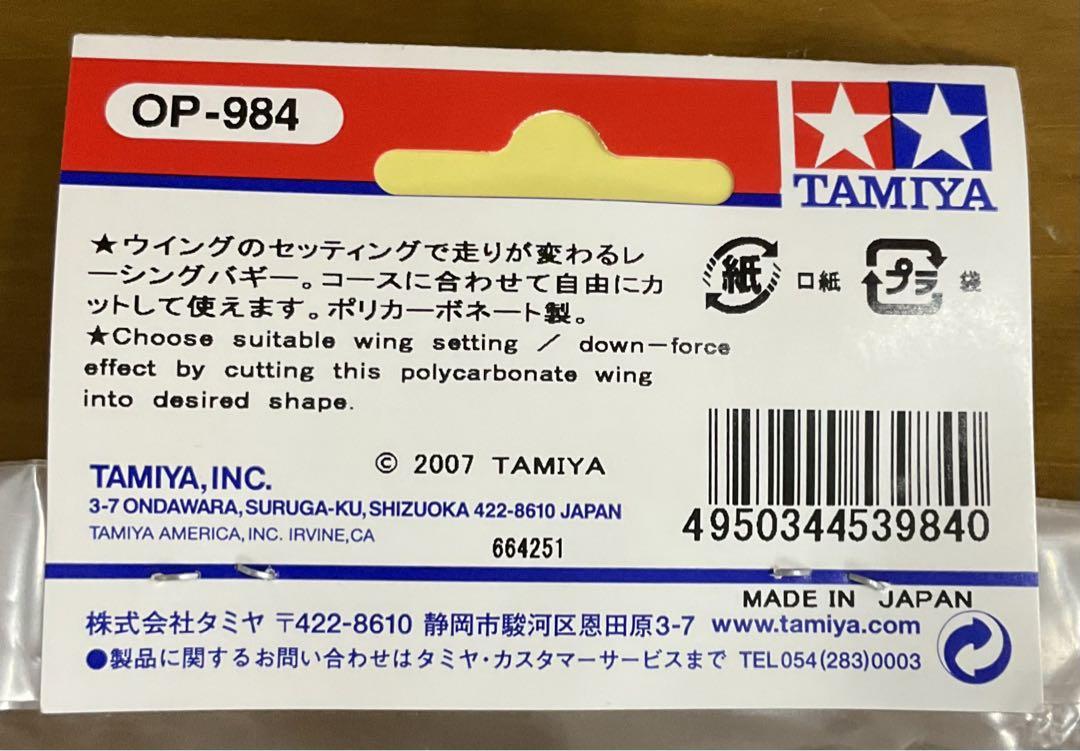 OP-984
TAMIYA
★ウイングのセッティングで走りが変わるレ
ーシングバギー。コースに合わせて自由にカ
ットして使えます。ポリカーボネート製。
紙 口紙 プラ 袋
★Choose suitable wing setting / down-force
effect by cutting this polycarbonate wing
into desired shape.
© 2007 TAMIYA
TAMIYA, INC.
3-7 ONDAWARA, SURUGA-KU, SHIZUOKA 422-8610 JAPAN
TAMIYA AMERICA, INC. IRVINE, CA
664251
4950344539840
MADE IN JAPAN
株式会社タミヤ 〒422-8610 静岡市駿河区恩田原3-7 www.tamiya.com
●製品に関するお問い合わせはタミヤ・カスタマーサービスまで TEL054(283)0003